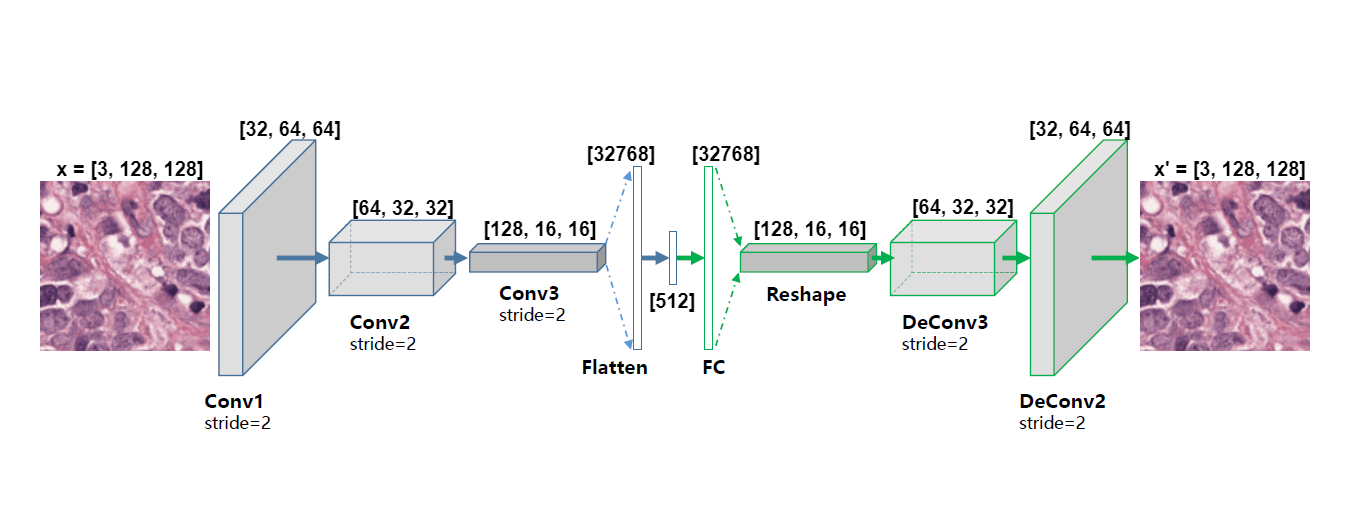 x = [3, 128, 128]
[32, 64, 64]
Conv1
stride=2
[64, 32, 32]
Conv2
stride=2
[128, 16, 16]
Conv3
stride=2
[32768]
Flatten
[512]
[32768]
FC
[128, 16, 16]
Reshape
[64, 32, 32]
DeConv3
stride=2
[32, 64, 64]
DeConv2
stride=2
x' = [3, 128, 128]